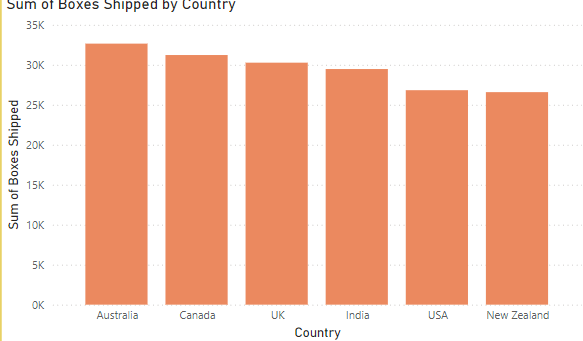 Sum of Boxes Shipped by Country
Sum of Boxes Shipped
35K
30K
25K
20K
15K
10K
5K
0K
Australia Canada UK India USA New Zealand
Country